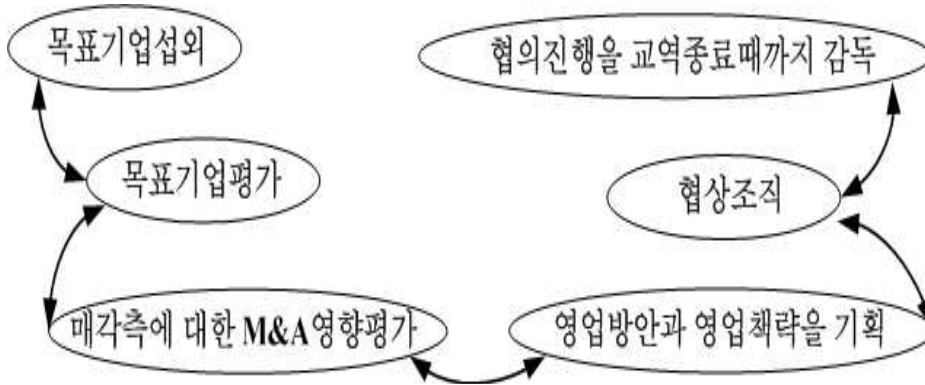 목표기업섭외
협의진행을 교역종료때까지 감독
목표기업평가
협상조직
매각측에 대한 M&A영향평가
영업방안과 영업책략을 기획